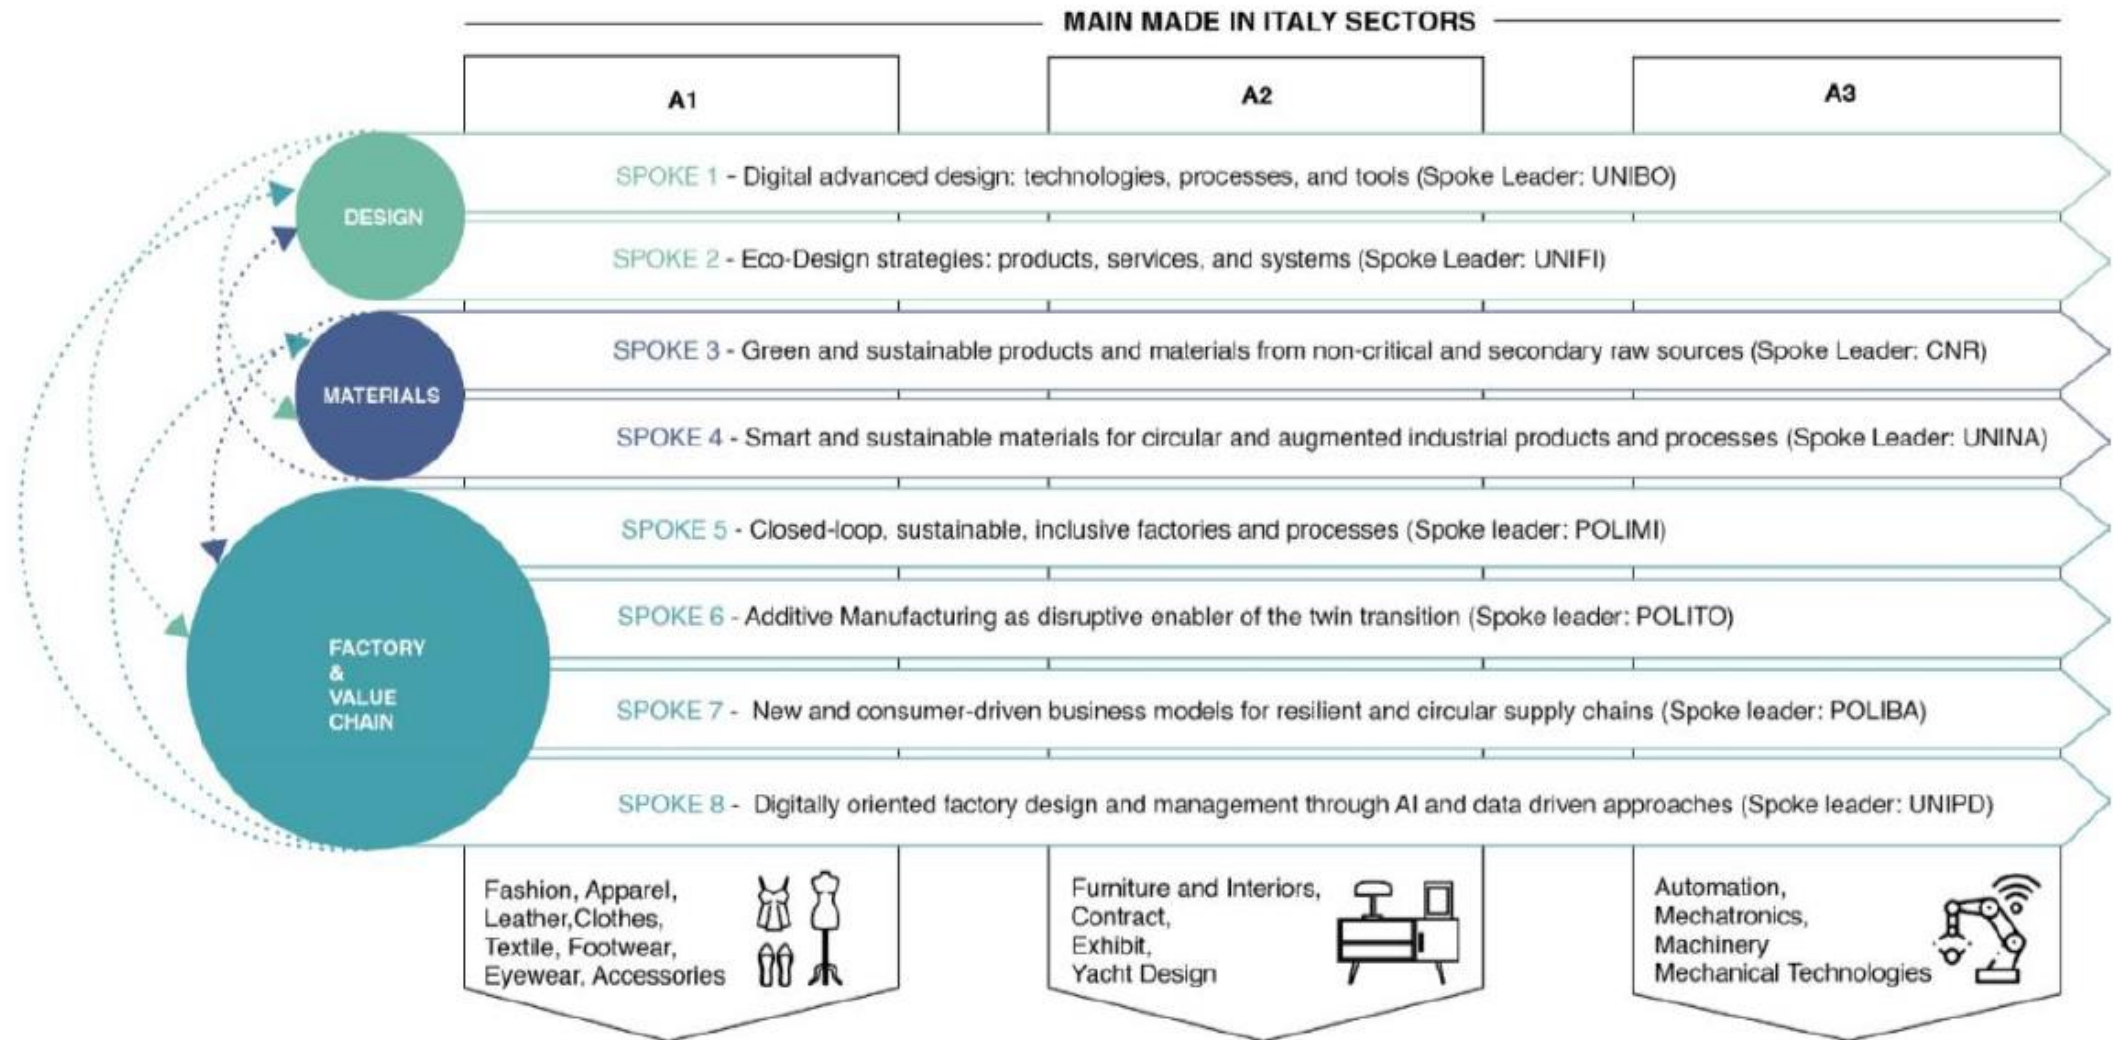 MAIN MADE IN ITALY SECTORS
A1
A2
A3
DESIGN
SPOKE 1 - Digital advanced design: technologies, processes, and tools (Spoke Leader: UNIBO)
SPOKE 2 - Eco-Design strategies: products, services, and systems (Spoke Leader: UNIFI)
MATERIALS
SPOKE 3 - Green and sustainable products and materials from non-critical and secondary raw sources (Spoke Leader: CNR)
SPOKE 4 - Smart and sustainable materials for circular and augmented industrial products and processes (Spoke Leader: UNINA)
FACTORY
&
VALUE
CHAIN
SPOKE 5 - Closed-loop, sustainable, inclusive factories and processes (Spoke leader: POLIMI)
SPOKE 6 - Additive Manufacturing as disruptive enabler of the twin transition (Spoke leader: POLITO)
SPOKE 7 - New and consumer-driven business models for resilient and circular supply chains (Spoke leader: POLIBA)
SPOKE 8 - Digitally oriented factory design and management through AI and data driven approaches (Spoke leader: UNIPD)
Fashion, Apparel,
Leather,Clothes,
Textile, Footwear,
Eyewear, Accessories
Furniture and Interiors,
Contract,
Exhibit,
Yacht Design
Automation,
Mechatronics,
Machinery
Mechanical Technologies